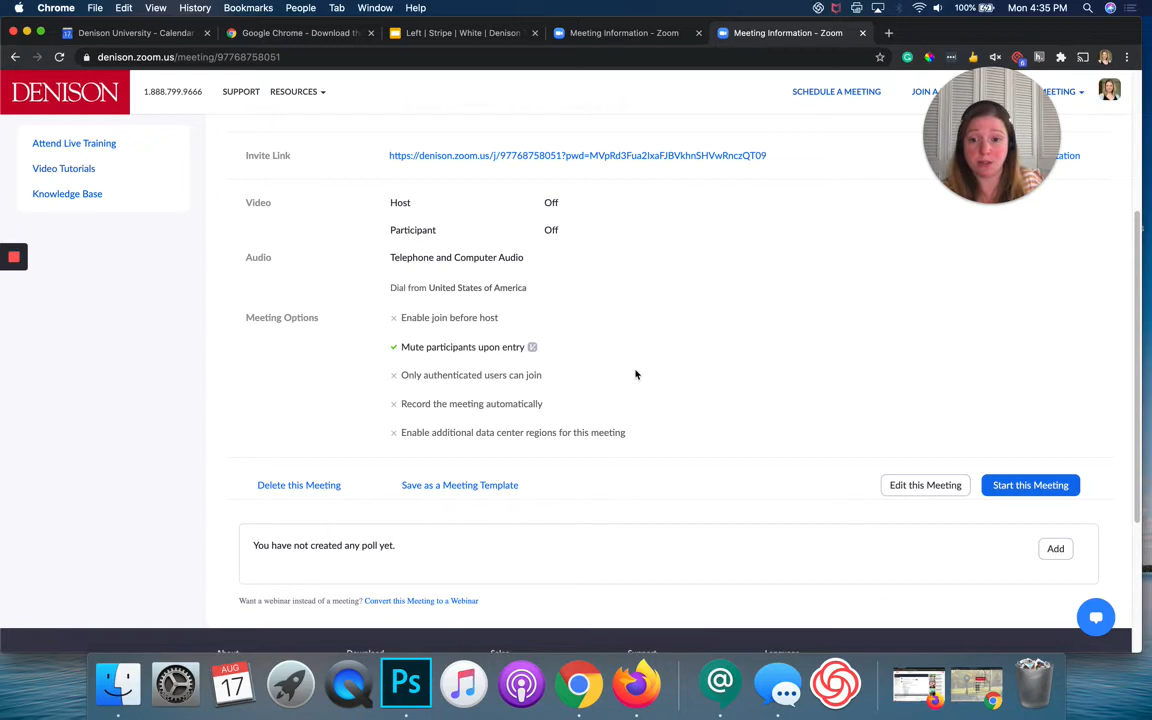 Chrome File Edit View History Bookmarks People Tab Window Help 100% Mon 4:35 PM
Denison University - Calenda Google Chrome - Download th Left | Stripe | White | Denison Meeting Information - Zoom Meeting Information - Zoom
denison.zoom.us/meeting/97768758051
DENISON 1.888.799.9666 SUPPORT RESOURCES SCHEDULE A MEETING JOIN A MEETING
Attend Live Training
Video Tutorials
Knowledge Base
Invite Link https://denison.zoom.us/j/97768758051?pwd=MVpRd3Fua2IxaFJBVkhnSHVwRnczQT09
Video Host Off
Participant Off
Audio Telephone and Computer Audio
Dial from United States of America
Meeting Options Enable join before host
Mute participants upon entry
Only authenticated users can join
Record the meeting automatically
Enable additional data center regions for this meeting
Delete this Meeting Save as a Meeting Template Edit this Meeting Start this Meeting
You have not created any poll yet. Add
Want a webinar instead of a meeting? Convert this Meeting to a Webinar
AUG
17
Ps